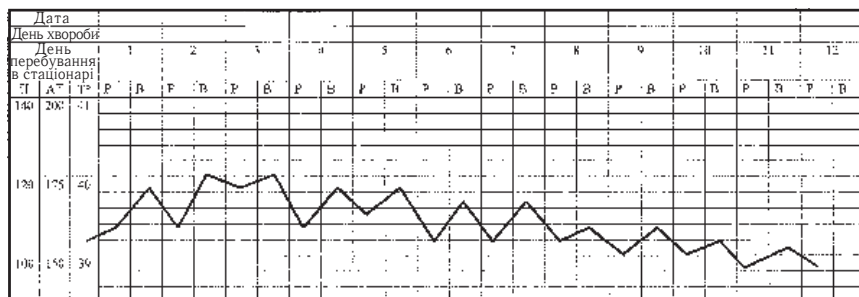 Дата
День хвороби
День
перебування
в стаціонарі
1 2 3 4 5 6 7 8 9 10 11 12
П АТ Т° Р В Р В Р В Р В Р В Р В Р В Р В Р В Р В Р В Р В
140 200 41
120 175 40
100 150 39